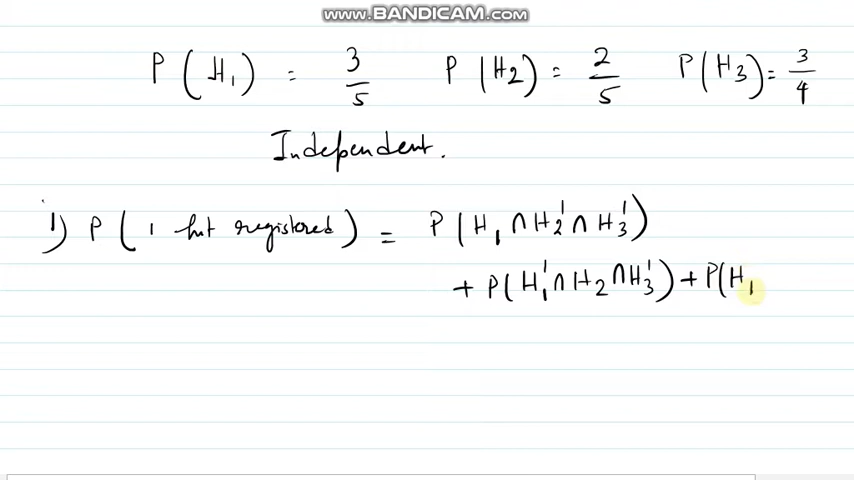 www.BANDICAM.com
P(H₁) = 3/5 P(H2) = 2/5 P(H3) = 3/4
Independent.
i) P( 1 hit registered) = P(H₁ ∩ H₂' ∩ H₃')
+ P(H₁' ∩ H₂ ∩ H₃') + P(H₁